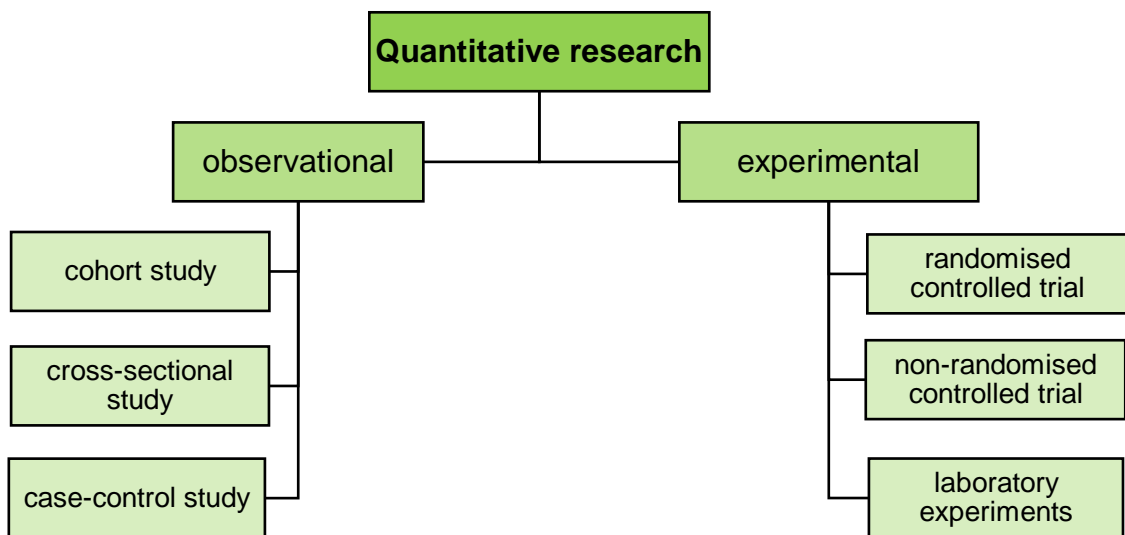 Quantitative research
observational
experimental
cohort study
cross-sectional
study
case-control study
randomised
controlled trial
non-randomised
controlled trial
laboratory
experiments